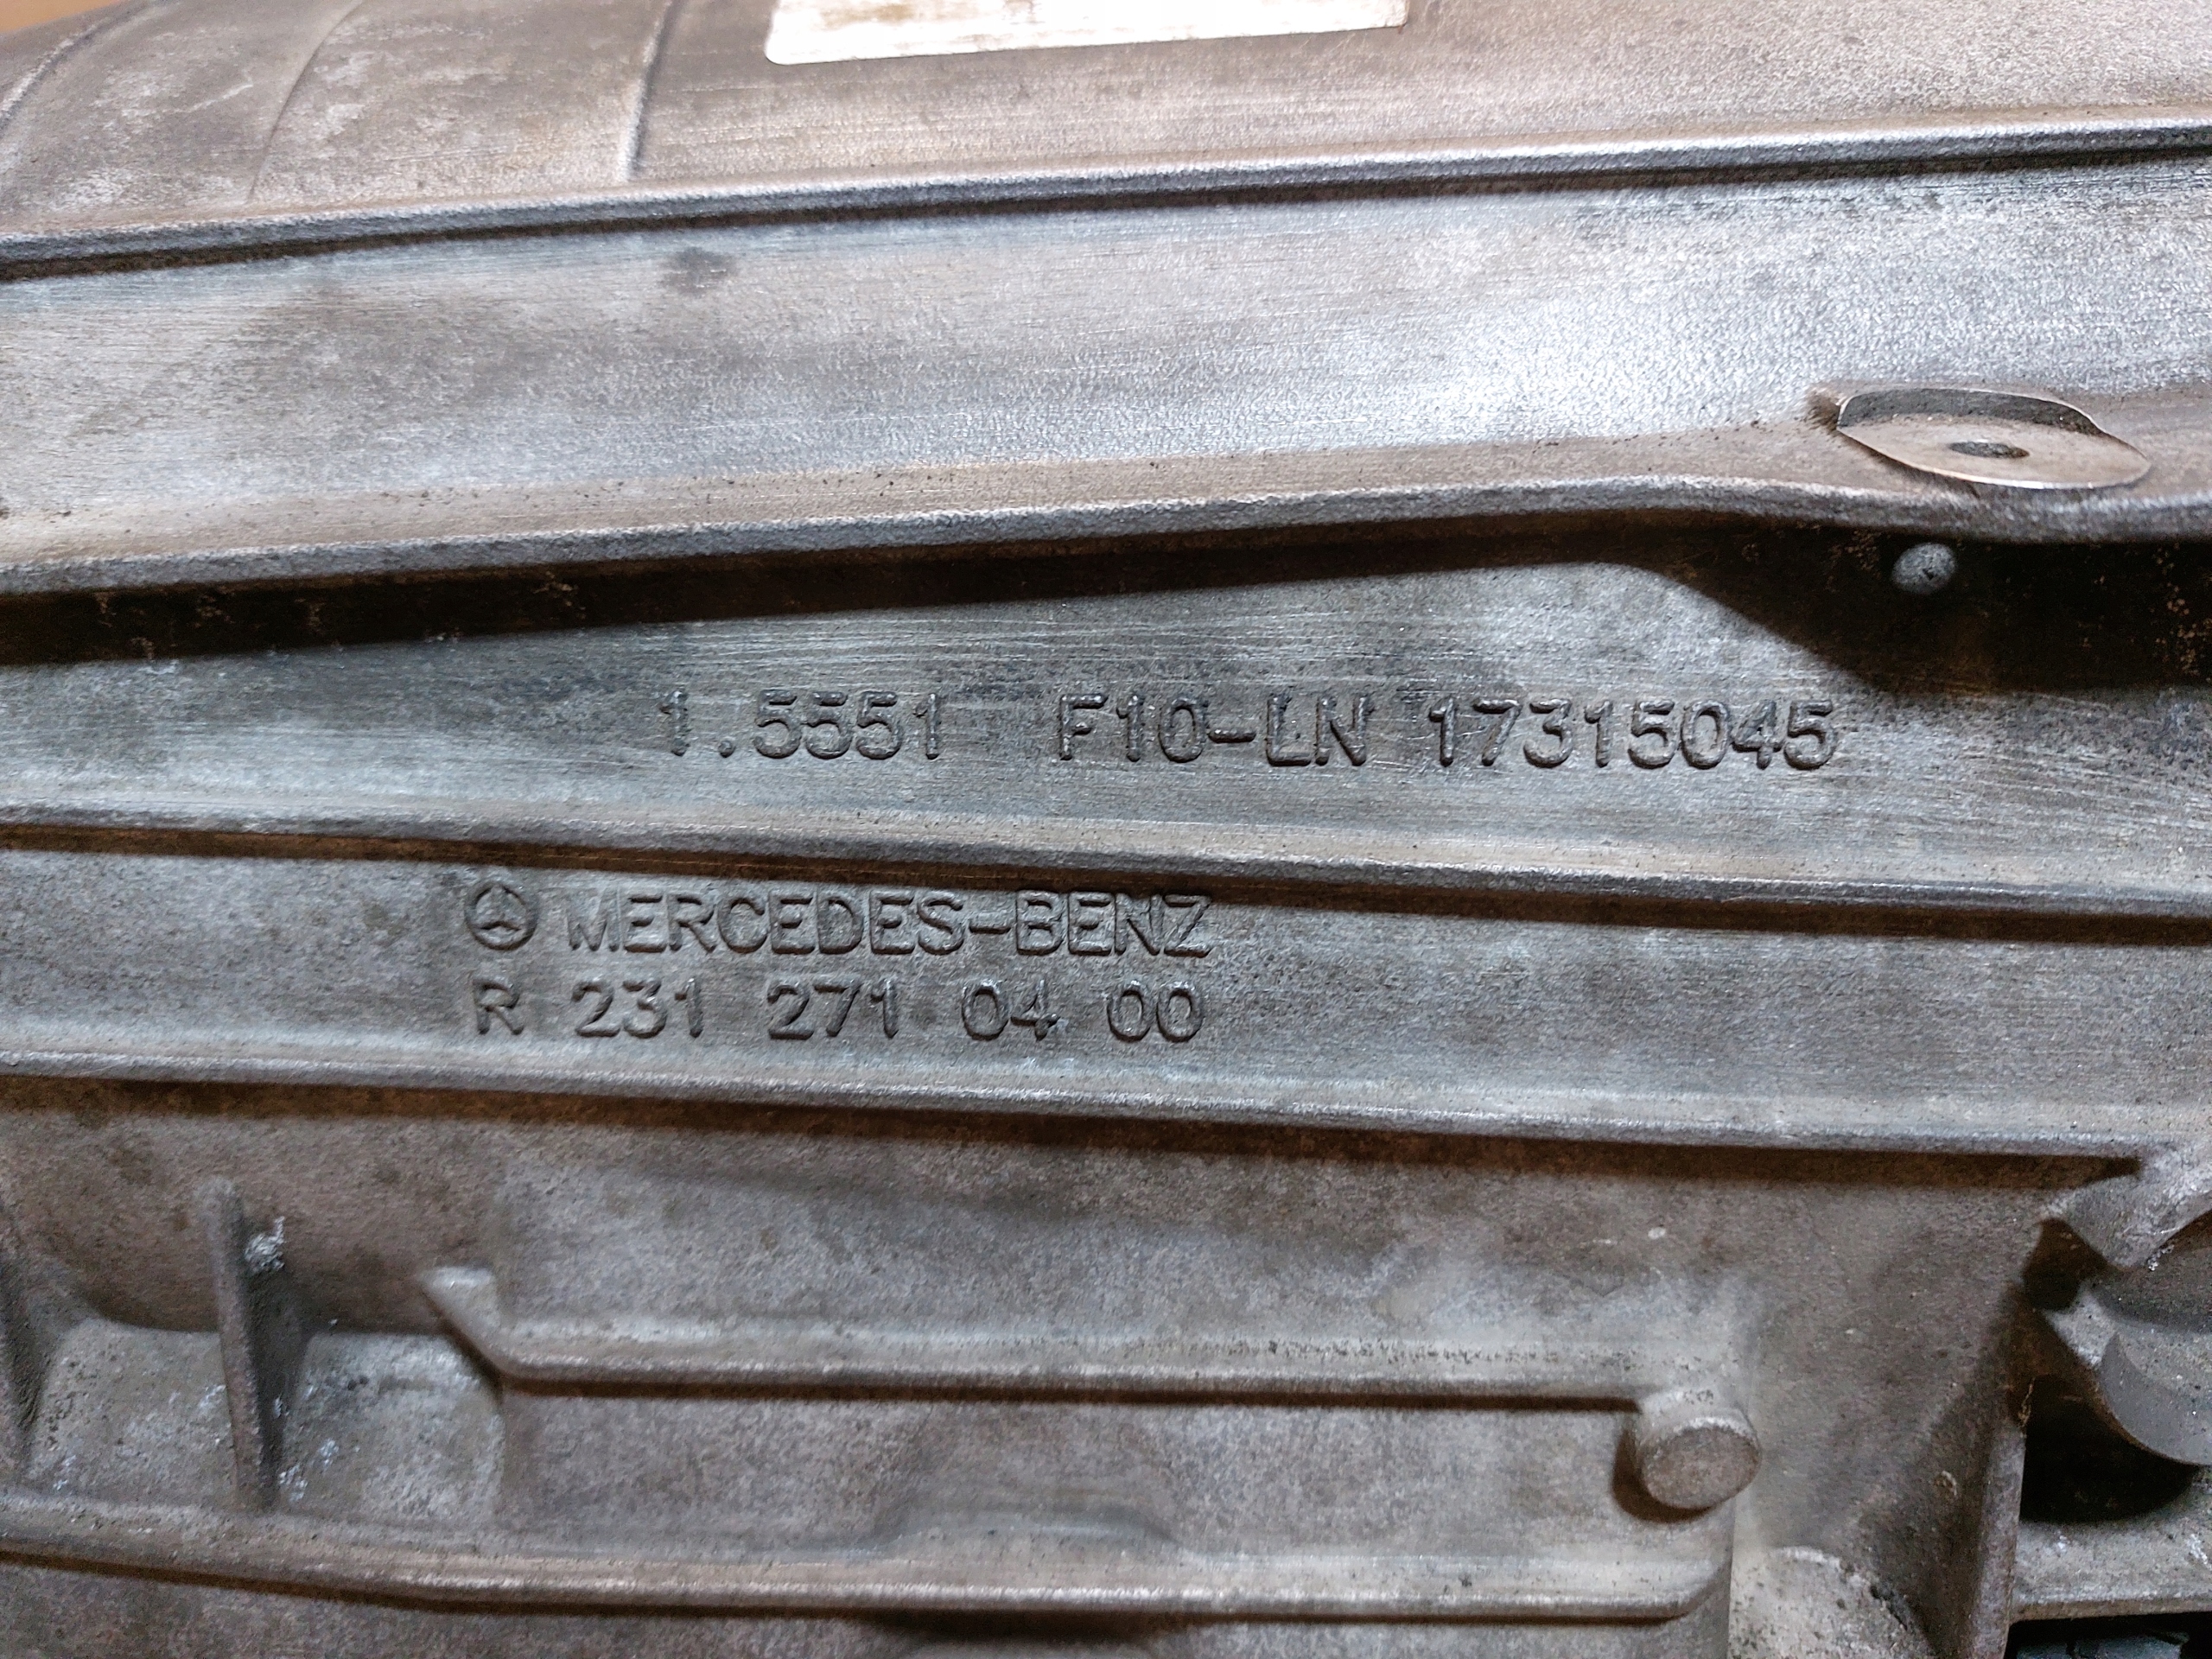 1.5551 F10-LN 17315045
MERCEDES-BENZ
R 231 271 04 00